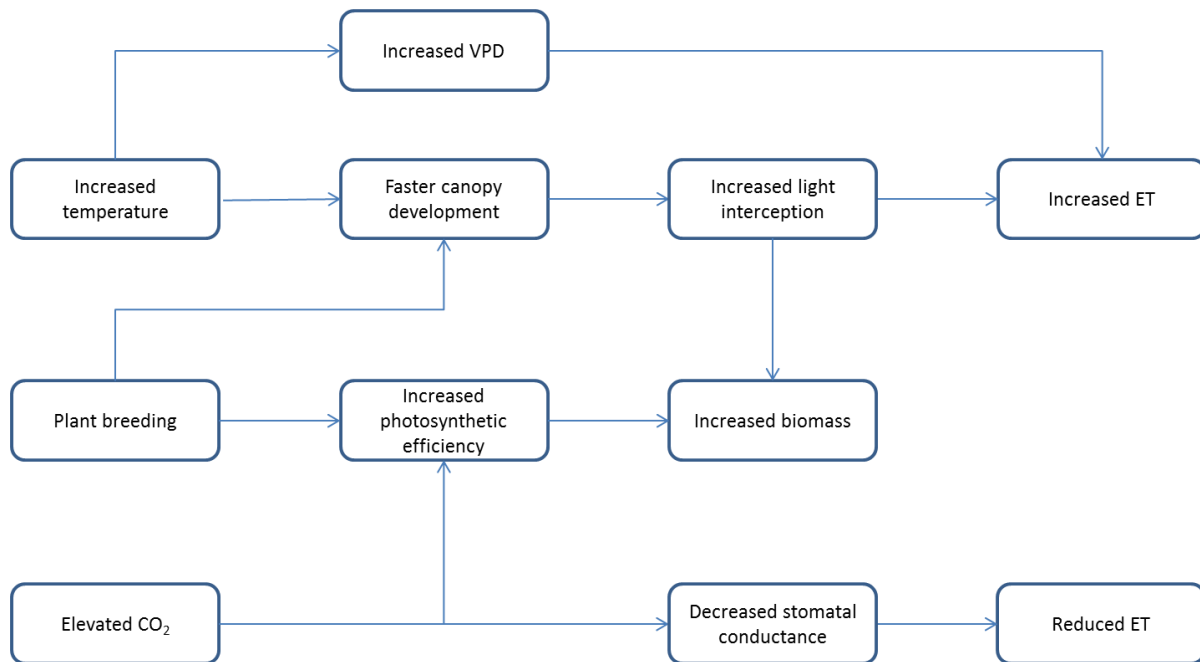 Increased VPD
Increased
temperature
Faster canopy
development
Increased light
interception
Increased ET
Plant breeding
Increased
photosynthetic
efficiency
Increased biomass
Elevated CO₂
Decreased stomatal
conductance
Reduced ET